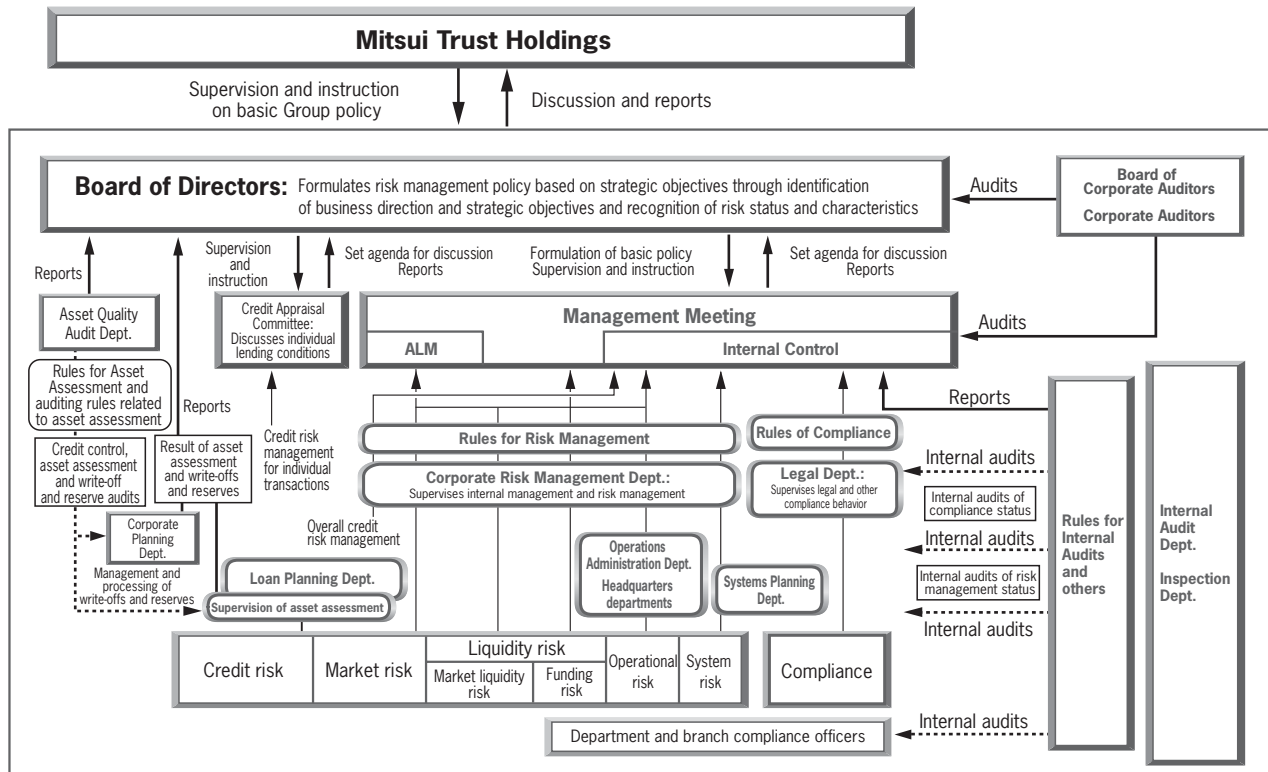 Mitsui Trust Holdings
Supervision and instruction
on basic Group policy
Discussion and reports
Board of Directors: Formulates risk management policy based on strategic objectives through identification
of business direction and strategic objectives and recognition of risk status and characteristics
Audits
Board of
Corporate Auditors
Corporate Auditors
Reports
Supervision
and
instruction
Set agenda for discussion
Reports
Formulation of basic policy
Supervision and instruction
Set agenda for discussion
Reports
Asset Quality
Audit Dept.
Credit Appraisal
Committee:
Discusses individual
lending conditions
Management Meeting
ALM
Internal Control
Audits
Rules for Asset
Assessment and
auditing rules related
to asset assessment
Reports
Reports
Credit control,
asset assessment
and write-off
and reserve audits
Result of asset
assessment
and write-offs
and reserves
Credit risk
management
for individual
transactions
Rules for Risk Management
Rules of Compliance
Corporate Risk Management Dept.:
Supervises internal management and risk management
Legal Dept.:
Supervises legal and other
compliance behavior
Internal audits
Internal audits of
compliance status
Internal audits
Internal audits of risk
management status
Internal audits
Rules for
Internal
Audits
and
others
Internal
Audit
Dept.
Inspection
Dept.
Corporate
Planning
Dept.
Overall credit
risk management
Management and
processing of
write-offs and reserves
Loan Planning Dept.
Supervision of asset assessment
Operations
Administration Dept.
Headquarters
departments
Systems Planning
Dept.
Credit risk
Market risk
Liquidity risk
Market liquidity
risk
Funding
risk
Operational
risk
System
risk
Compliance
Department and branch compliance officers
Internal audits